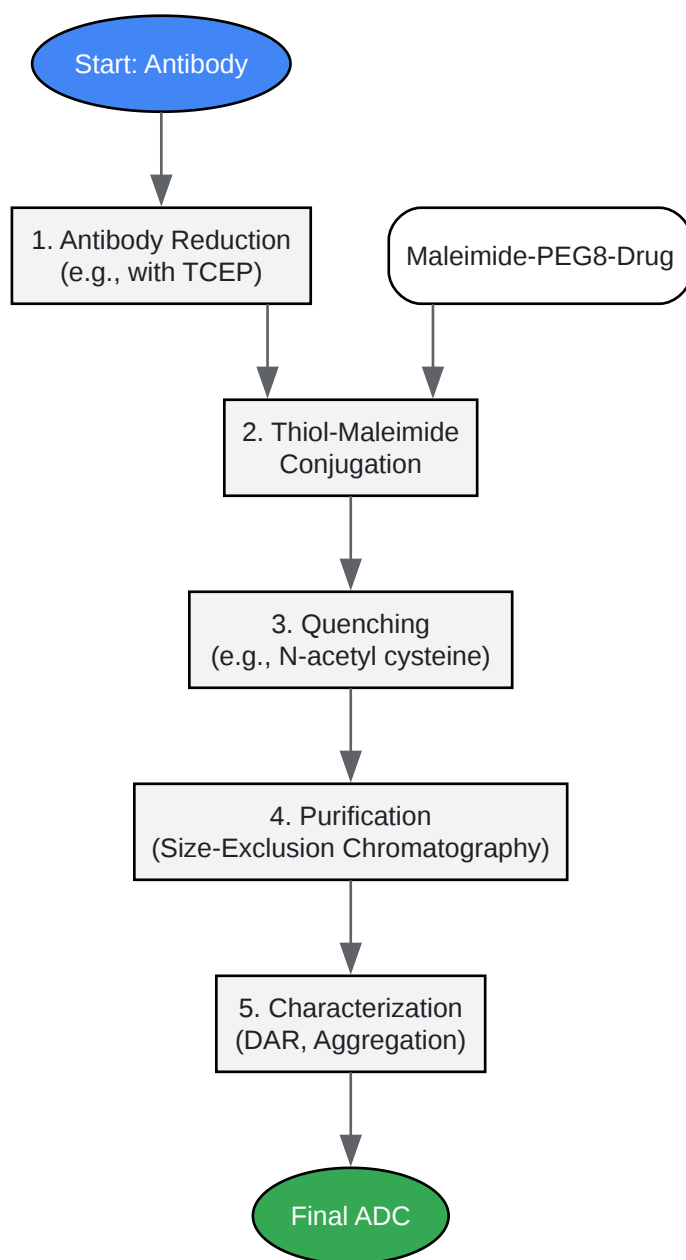 Start: Antibody
1. Antibody Reduction
(e.g., with TCEP)
Maleimide-PEG8-Drug
2. Thiol-Maleimide
Conjugation
3. Quenching
(e.g., N-acetyl cysteine)
4. Purification
(Size-Exclusion Chromatography)
5. Characterization
(DAR, Aggregation)
Final ADC